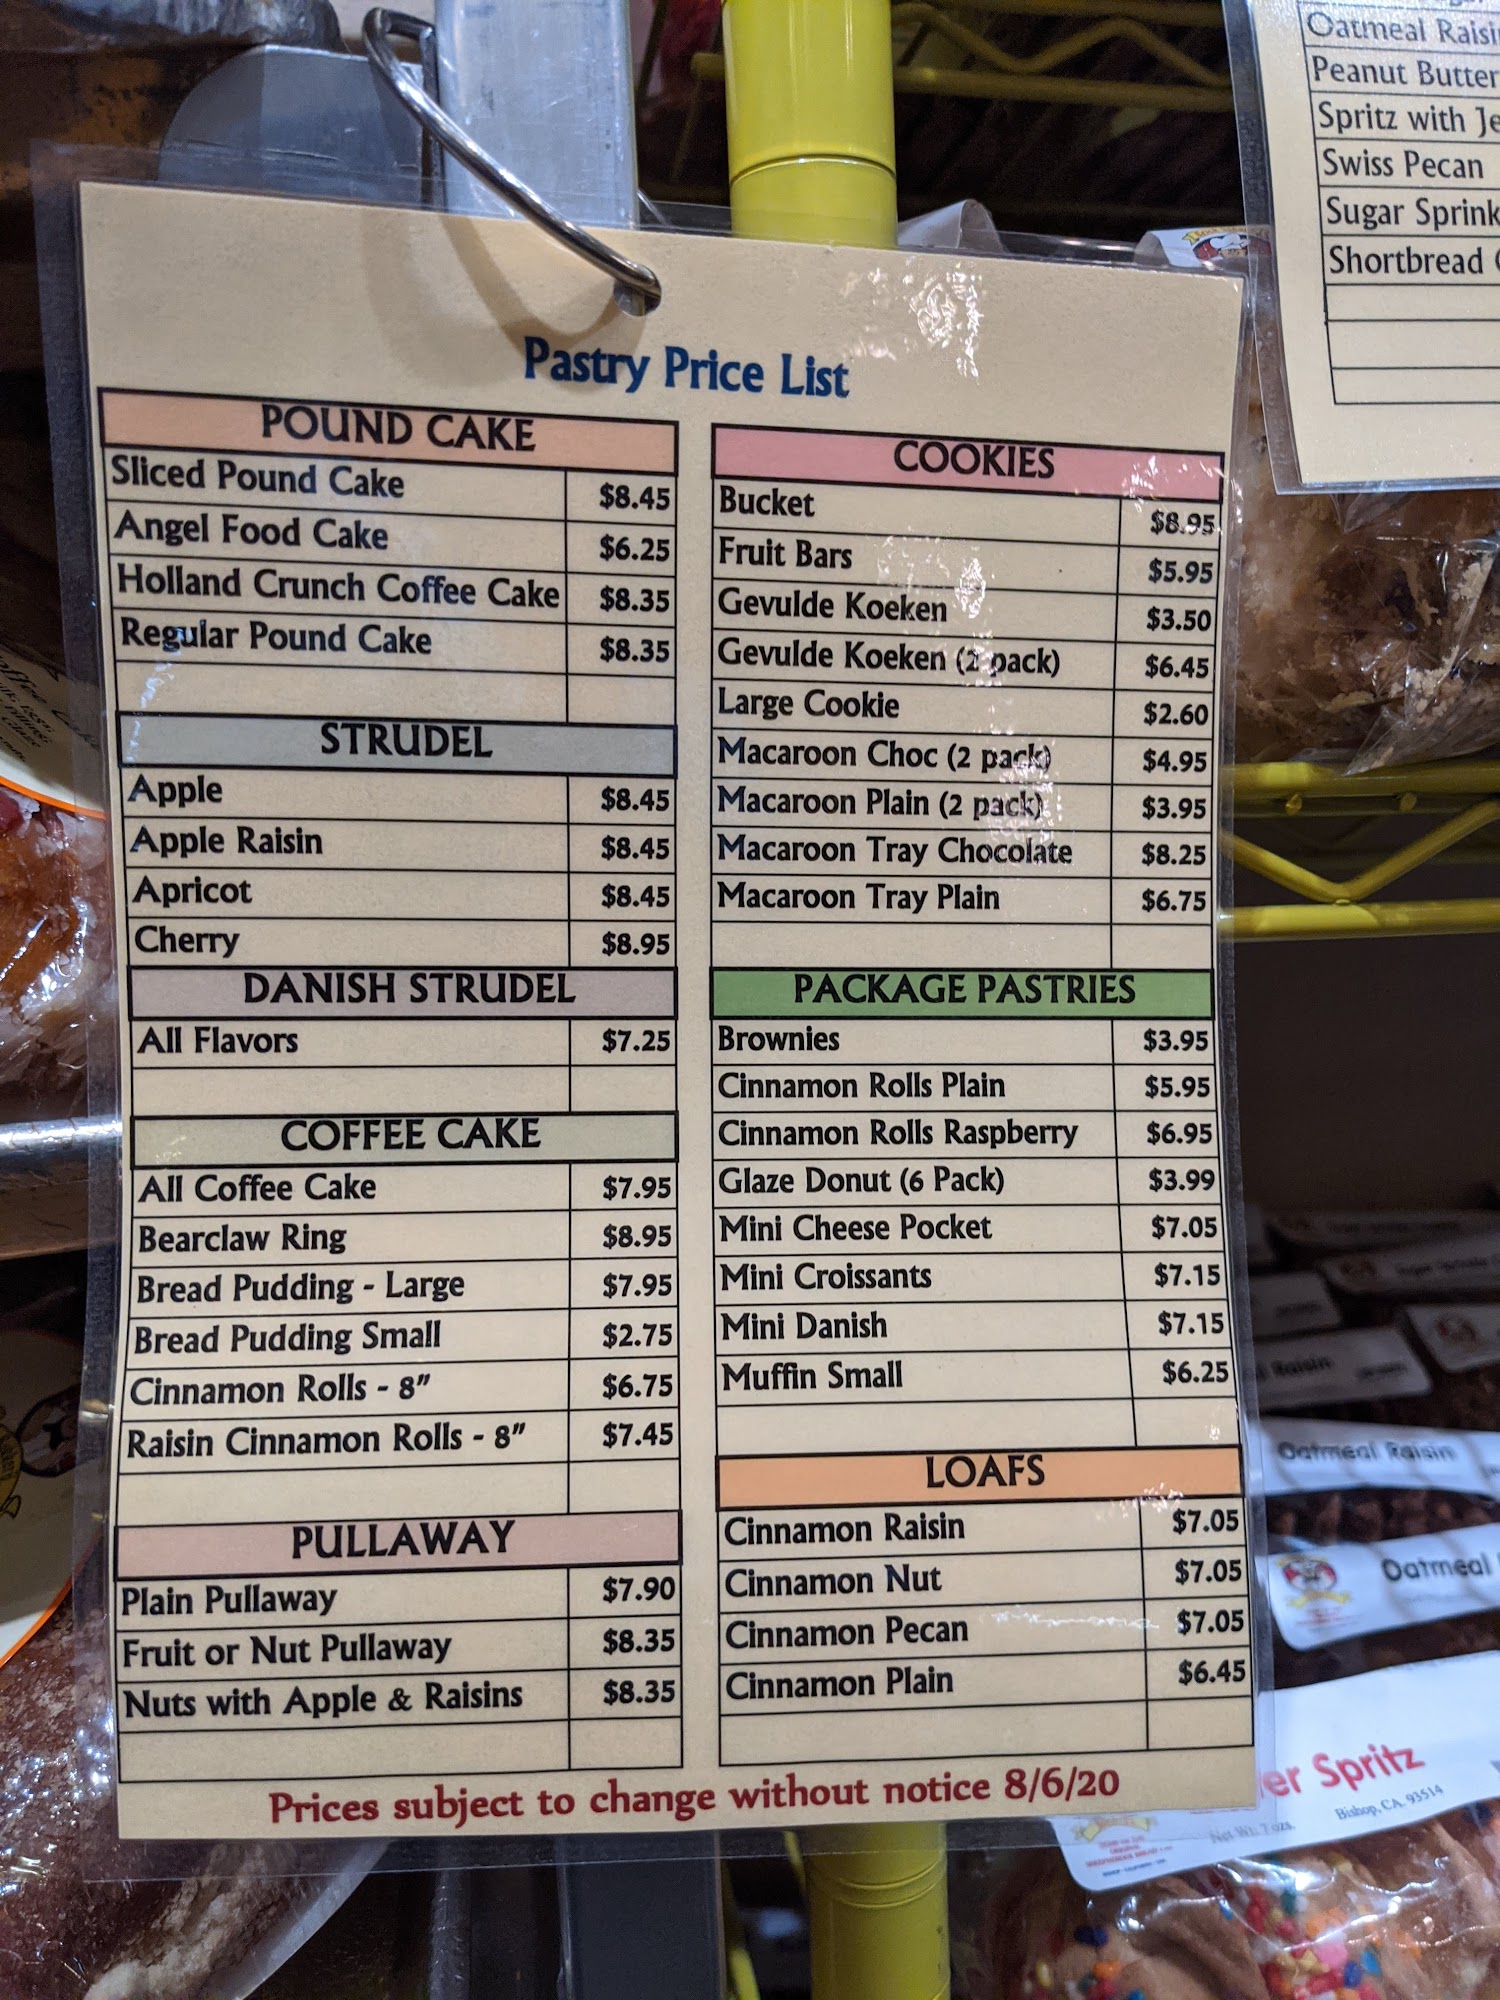 Pastry Price List
POUND CAKE
Sliced Pound Cake $8.45
Angel Food Cake $6.25
Holland Crunch Coffee Cake $8.35
Regular Pound Cake $8.35
STRUDEL
Apple $8.45
Apple Raisin $8.45
Apricot $8.45
Cherry $8.95
DANISH STRUDEL
All Flavors $7.25
COFFEE CAKE
All Coffee Cake $7.95
Bearclaw Ring $8.95
Bread Pudding - Large $7.95
Bread Pudding Small $2.75
Cinnamon Rolls - 8" $6.75
Raisin Cinnamon Rolls - 8" $7.45
PULLAWAY
Plain Pullaway $7.90
Fruit or Nut Pullaway $8.35
Nuts with Apple & Raisins $8.35
COOKIES
Bucket $8.95
Fruit Bars $5.95
Gevulde Koeken $3.50
Gevulde Koeken (2 pack) $6.45
Large Cookie $2.60
Macaroon Choc (2 pack) $4.95
Macaroon Plain (2 pack) $3.95
Macaroon Tray Chocolate $8.25
Macaroon Tray Plain $6.75
PACKAGE PASTRIES
Brownies $3.95
Cinnamon Rolls Plain $5.95
Cinnamon Rolls Raspberry $6.95
Glaze Donut (6 Pack) $3.99
Mini Cheese Pocket $7.05
Mini Croissants $7.15
Mini Danish $7.15
Muffin Small $6.25
LOAFS
Cinnamon Raisin $7.05
Cinnamon Nut $7.05
Cinnamon Pecan $7.05
Cinnamon Plain $6.45
Prices subject to change without notice 8/6/20
Oatmeal Raisi
Peanut Butter
Spritz with Je
Swiss Pecan
Sugar Sprink
Shortbread
Raisin
Oatmeal Raisin
Oatmeal
er Spritz
Bishop, CA. 93514
Net Wt. 7 ozs.